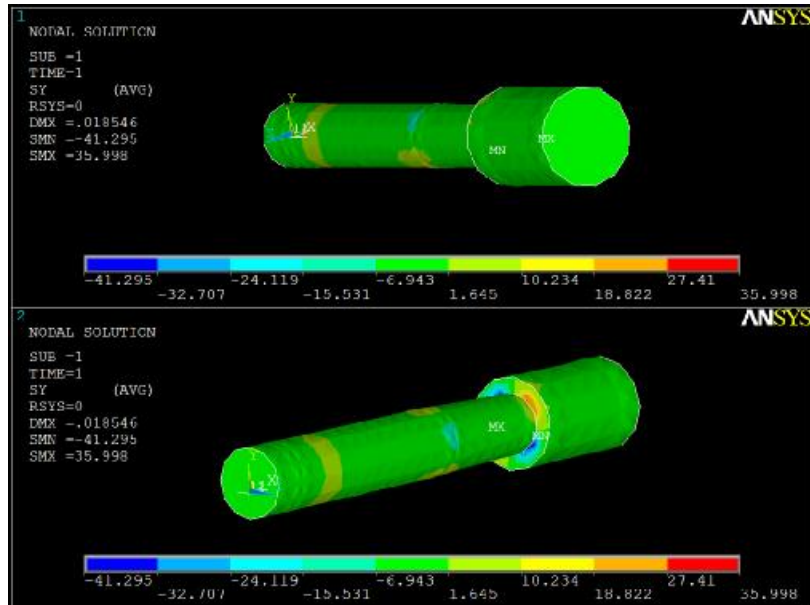 1
ANSYS
NODAL SOLUTION
SUB =1
TIME=1
SY (AVG)
RSYS=0
DMX =.018546
SMN =-41.295
SMX =35.998
Y
X
MN
MX
-41.295 -24.119 -6.943 10.234 27.41
-32.707 -15.531 1.645 18.822 35.998
2
ANSYS
NODAL SOLUTION
SUB =1
TIME=1
SY (AVG)
RSYS=0
DMX =.018546
SMN =-41.295
SMX =35.998
X
MX
MN
-41.295 -24.119 -6.943 10.234 27.41
-32.707 -15.531 1.645 18.822 35.998